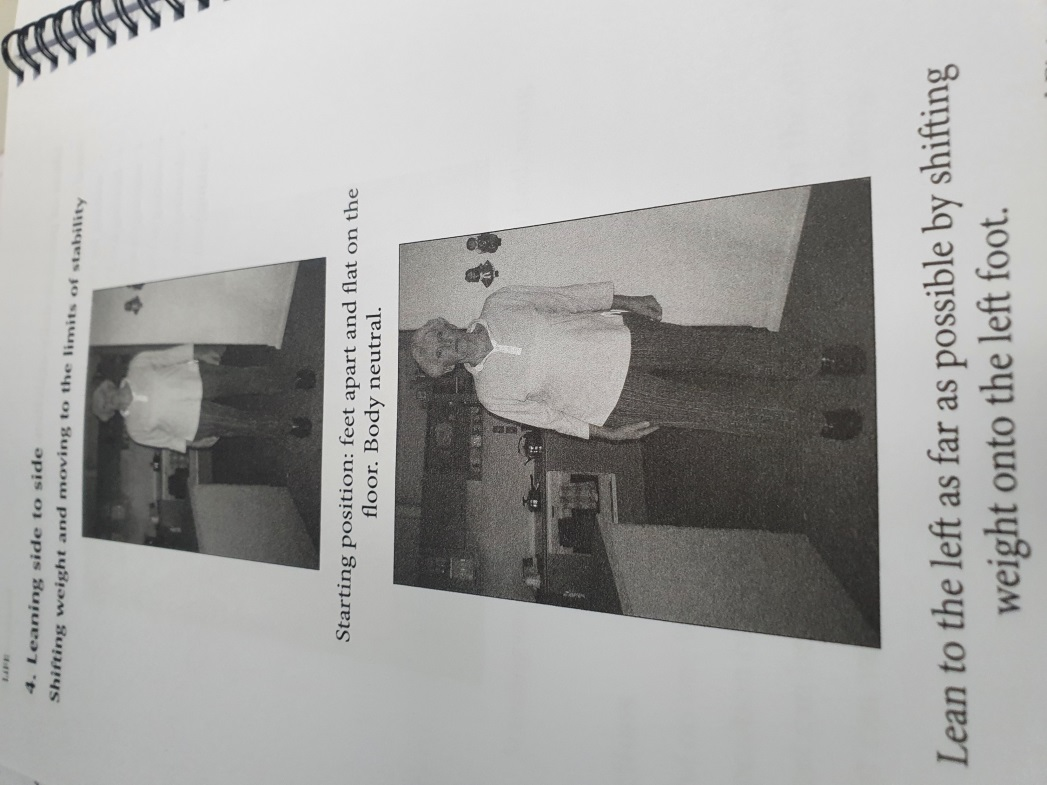 LIFE
4. Leaning side to side
Shifting weight and moving to the limits of stability
Starting position: feet apart and flat on the
floor. Body neutral.
Lean to the left as far as possible by shifting
weight onto the left foot.